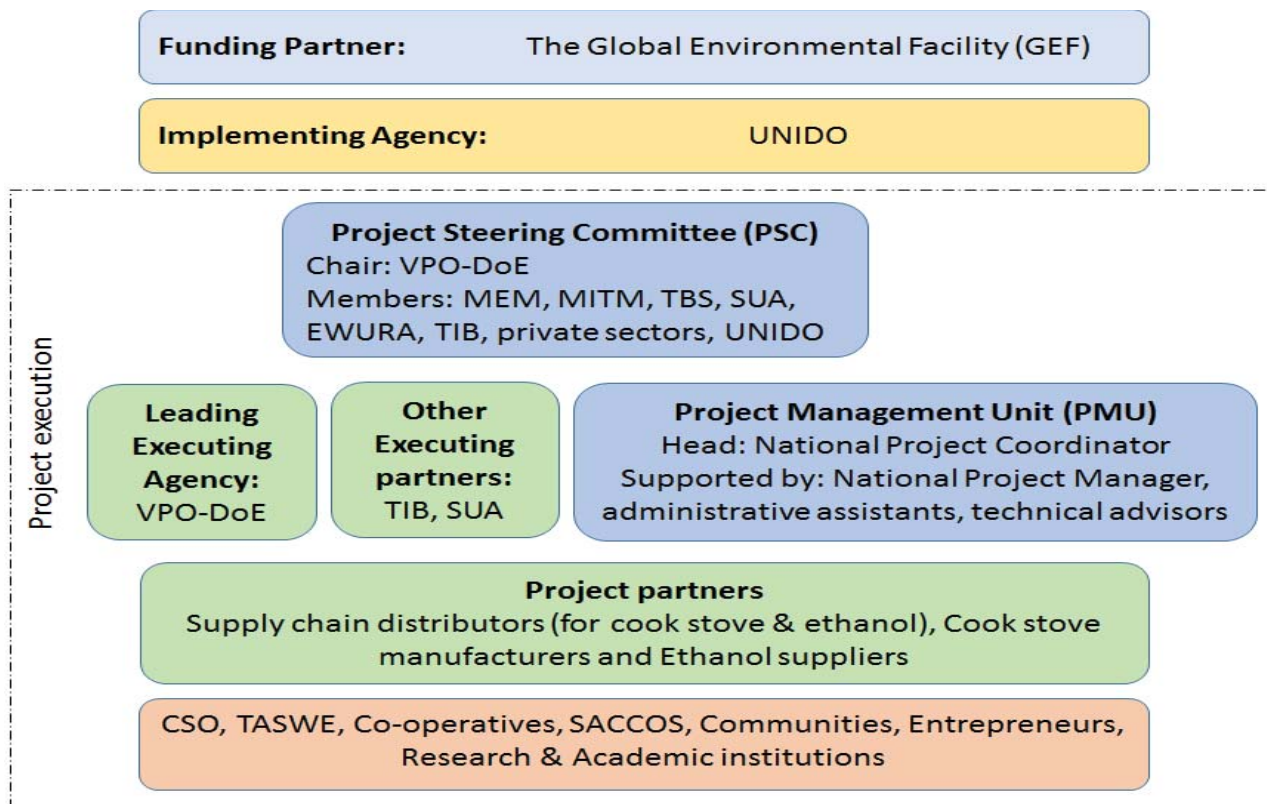 Funding Partner: The Global Environmental Facility (GEF)
Implementing Agency: UNIDO
Project execution
Project Steering Committee (PSC)
Chair: VPO-DoE
Members: MEM, MITM, TBS, SUA,
EWURA, TIB, private sectors, UNIDO
Leading
Executing
Agency:
VPO-DoE
Other
Executing
partners:
TIB, SUA
Project Management Unit (PMU)
Head: National Project Coordinator
Supported by: National Project Manager,
administrative assistants, technical advisors
Project partners
Supply chain distributors (for cook stove & ethanol), Cook stove
manufacturers and Ethanol suppliers
CSO, TASWE, Co-operatives, SACCOS, Communities, Entrepreneurs,
Research & Academic institutions